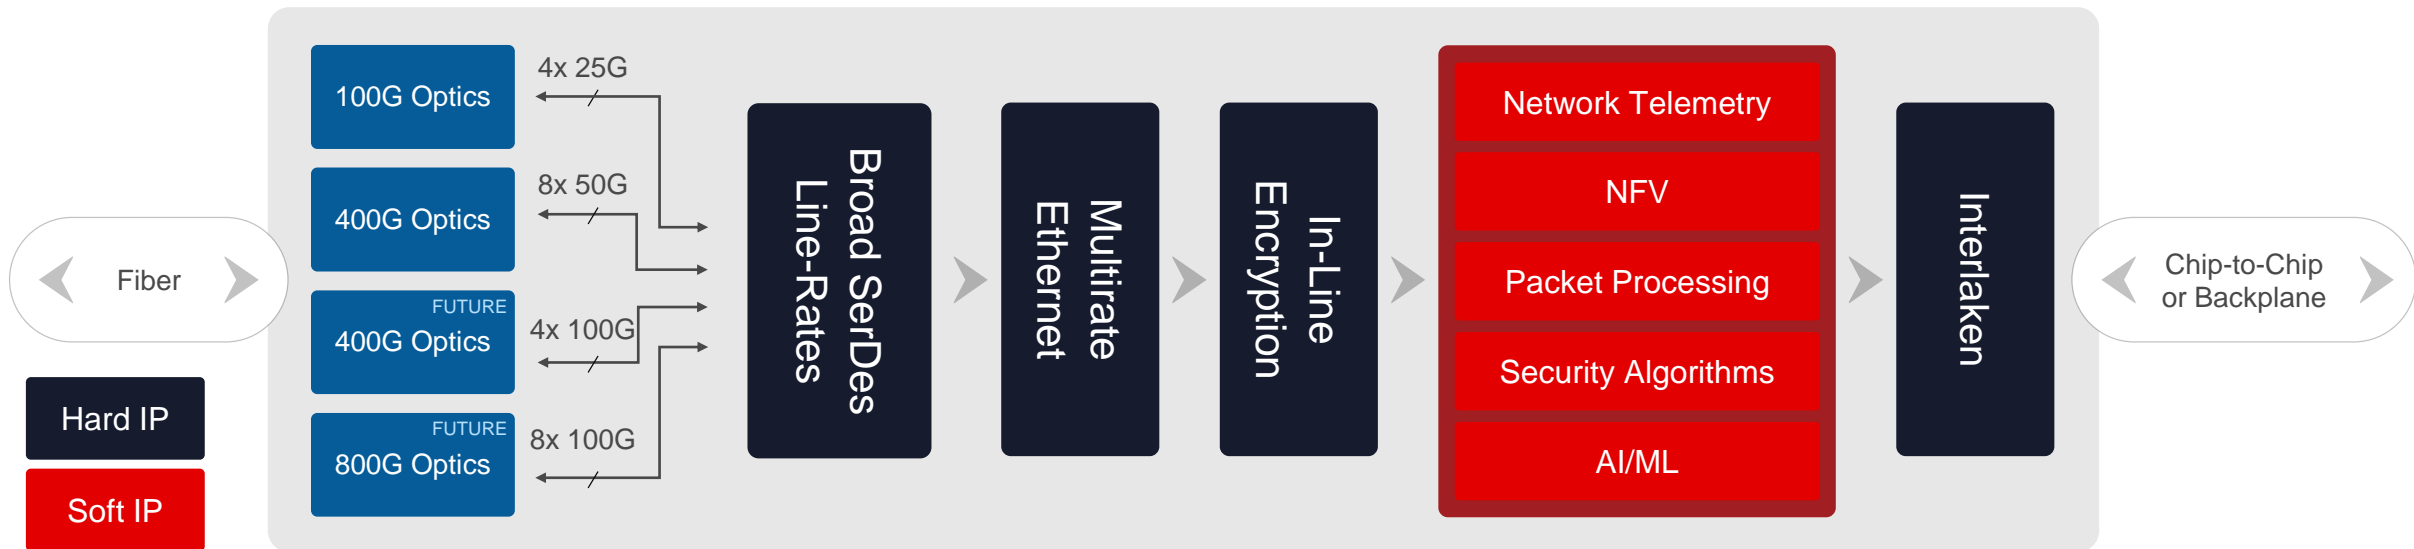 Fiber
100G Optics
4x 25G
400G Optics
8x 50G
FUTURE
400G Optics
4x 100G
FUTURE
800G Optics
8x 100G
Broad SerDes
Line-Rates
Multirate
Ethernet
In-Line
Encryption
Network Telemetry
NFV
Packet Processing
Security Algorithms
AI/ML
Interlaken
Chip-to-Chip
or Backplane
Hard IP
Soft IP